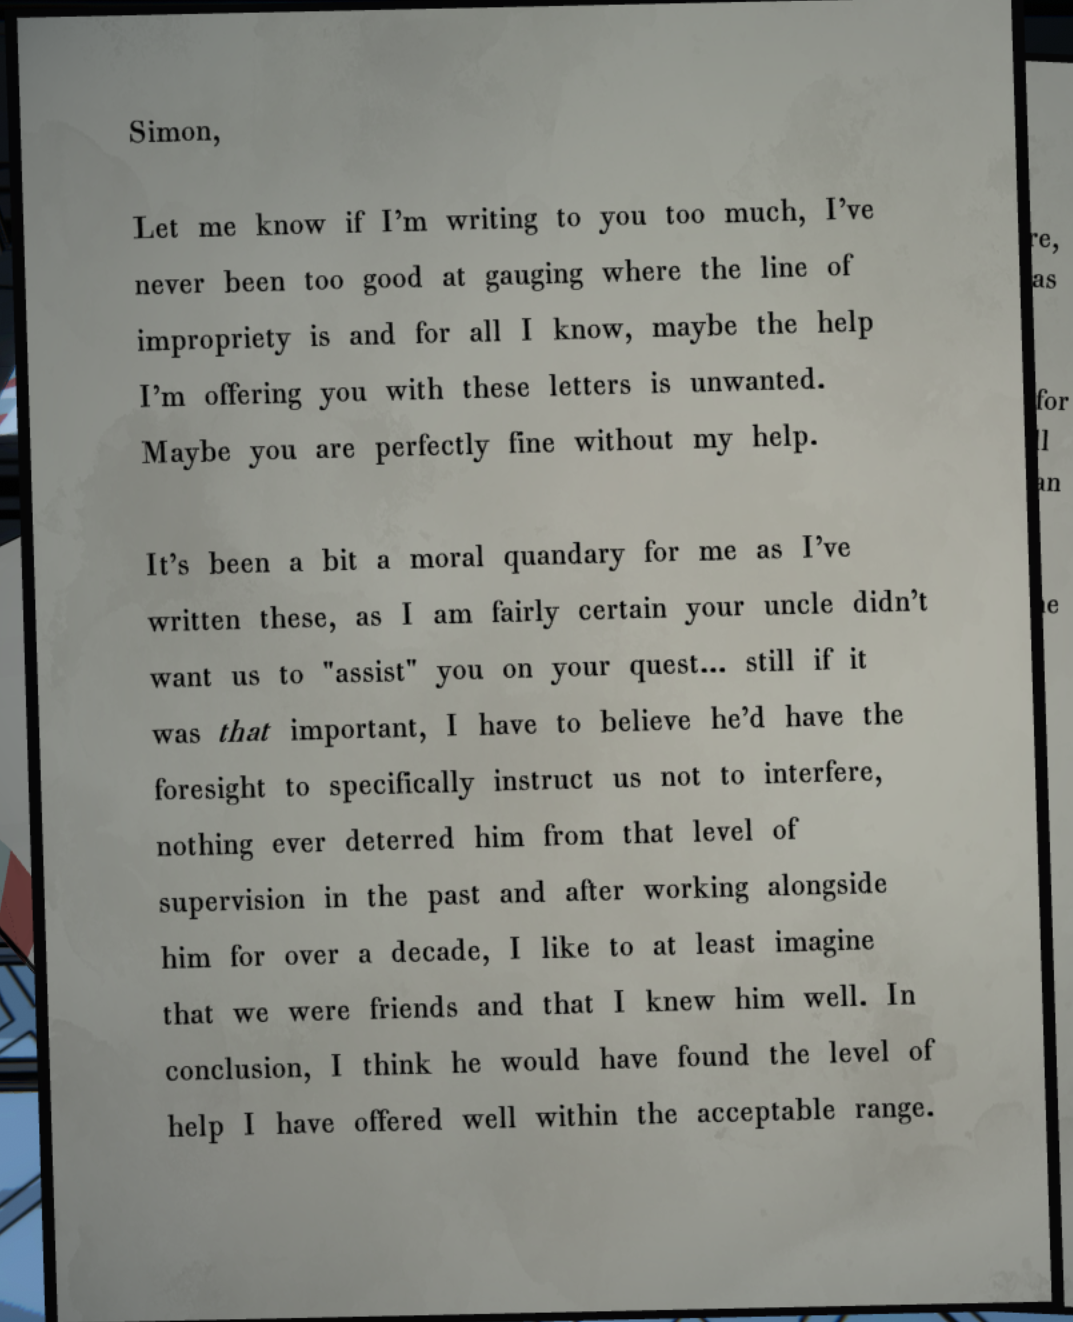 Simon,
Let me know if I'm writing to you too much, I've
never been too good at gauging where the line of
impropriety is and for all I know, maybe the help
I'm offering you with these letters is unwanted.
Maybe you are perfectly fine without my help.
It's been a bit a moral quandary for me as I've
written these, as I am fairly certain your uncle didn't
want us to "assist" you on your quest... still if it
was that important, I have to believe he'd have the
foresight to specifically instruct us not to interfere,
nothing ever deterred him from that level of
supervision in the past and after working alongside
him for over a decade, I like to at least imagine
that we were friends and that I knew him well. In
conclusion, I think he would have found the level of
help I have offered well within the acceptable range.
as
for